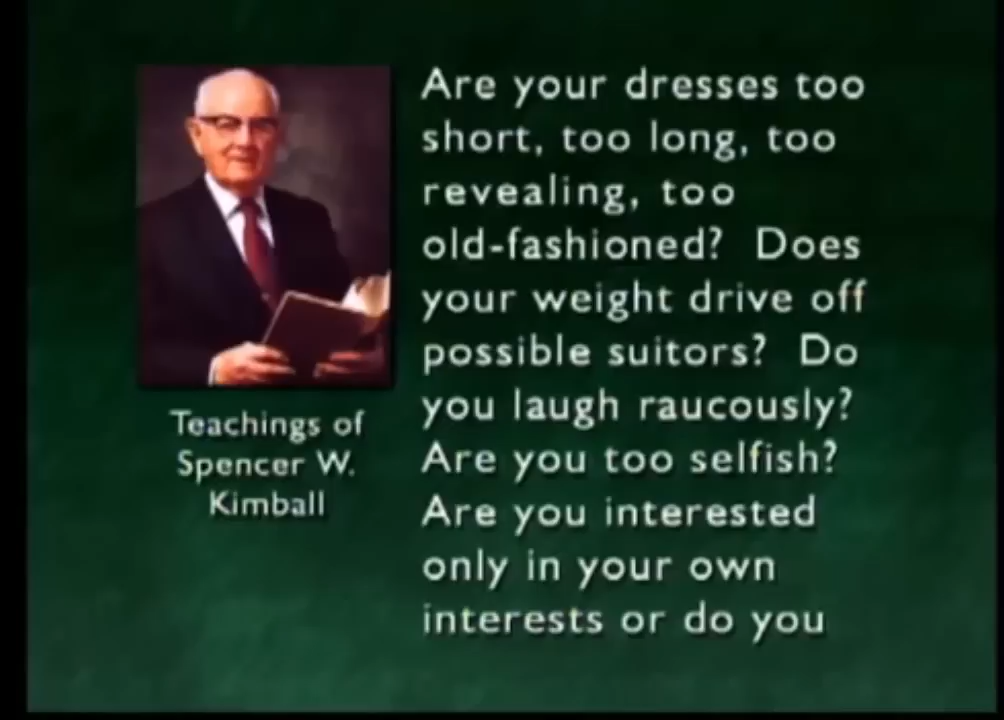 Are your dresses too
short, too long, too
revealing, too
old-fashioned? Does
your weight drive off
possible suitors? Do
you laugh raucously?
Are you too selfish?
Are you interested
only in your own
interests or do you
Teachings of
Spencer W.
Kimball